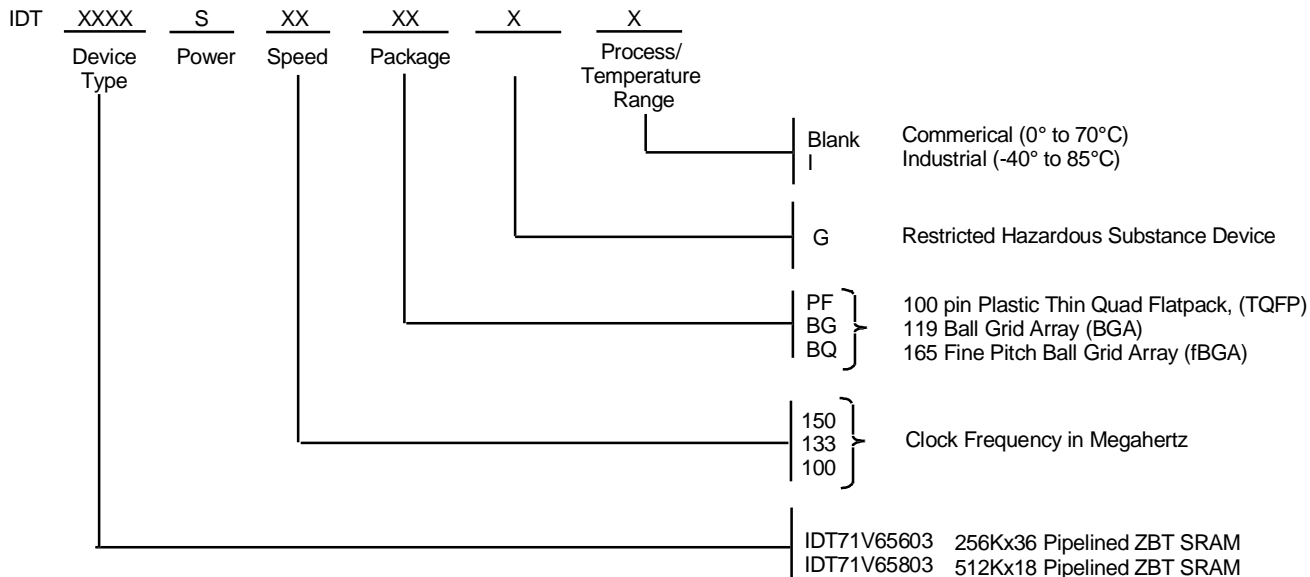 IDT XXXX S XX XX X X
Device Type Power Speed Package Process/ Temperature Range
Blank Commerical (0° to 70°C)
I Industrial (-40° to 85°C)
G Restricted Hazardous Substance Device
PF 100 pin Plastic Thin Quad Flatpack, (TQFP)
BG 119 Ball Grid Array (BGA)
BQ 165 Fine Pitch Ball Grid Array (fBGA)
150
133 Clock Frequency in Megahertz
100
IDT71V65603 256Kx36 Pipelined ZBT SRAM
IDT71V65803 512Kx18 Pipelined ZBT SRAM